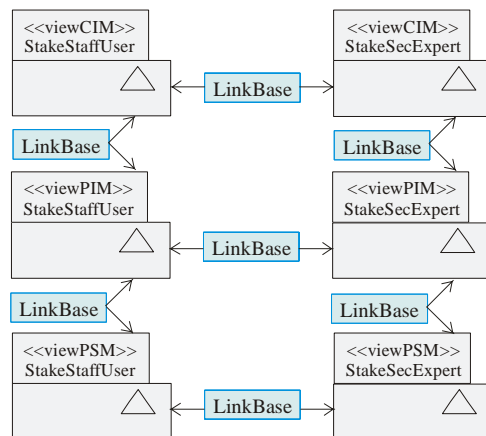 <<viewCIM>>
StakeStaffUser
<<viewCIM>>
StakeSecExpert
LinkBase
LinkBase
LinkBase
<<viewPIM>>
StakeStaffUser
<<viewPIM>>
StakeSecExpert
LinkBase
LinkBase
LinkBase
<<viewPSM>>
StakeStaffUser
<<viewPSM>>
StakeSecExpert
LinkBase